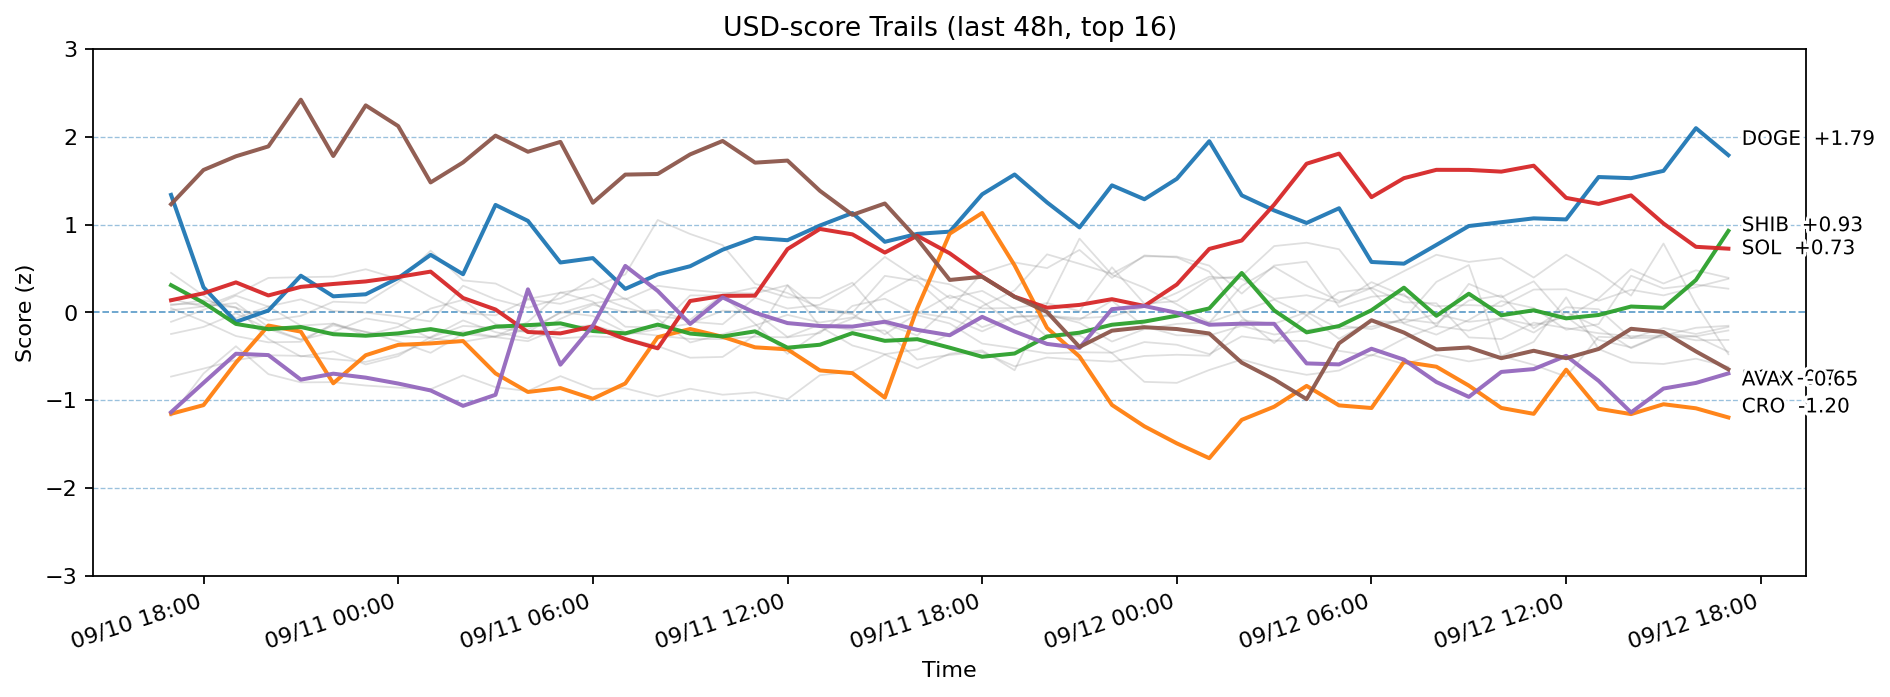 USD-score Trails (last 48h, top 16)
Score (z)
3
2
1
0
−1
−2
−3
DOGE +1.79
SHIB +0.93
SOL +0.73
AVAX -0.65
CRO -1.20
09/10 18:00
09/11 00:00
09/11 06:00
09/11 12:00
09/11 18:00
09/12 00:00
09/12 06:00
09/12 12:00
09/12 18:00
Time